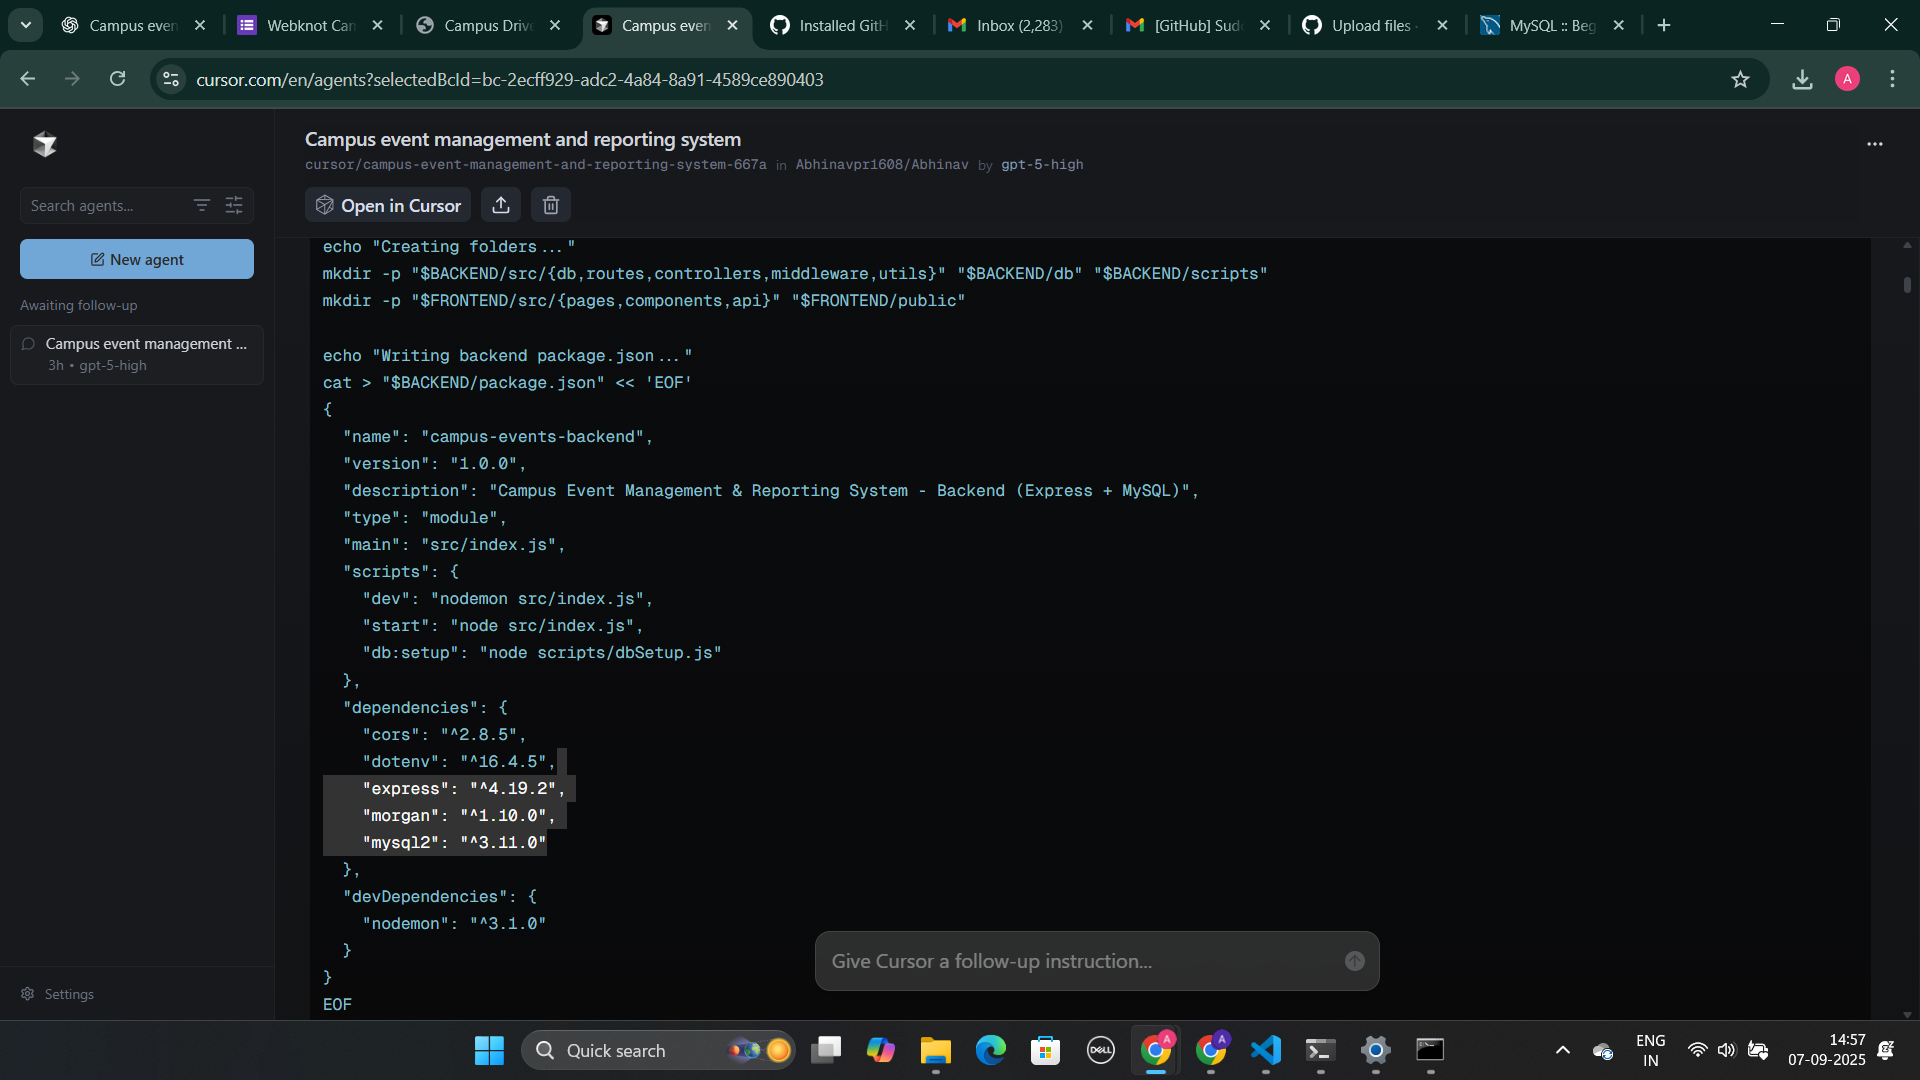 Campus even
Webknot Can
Campus Drive
Campus even
Installed GitH
Inbox (2,283)
[GitHub] Sud
Upload files ·
MySQL :: Beg
cursor.com/en/agents?selectedBcId=bc-2ecff929-adc2-4a84-8a91-4589ce890403
A
Search agents...
New agent
Awaiting follow-up
Campus event management ...
3h • gpt-5-high
Settings
Campus event management and reporting system
cursor/campus-event-management-and-reporting-system-667a in Abhinavpr1608/Abhinav by gpt-5-high
Open in Cursor
echo "Creating folders..."
mkdir -p "$BACKEND/src/{db,routes,controllers,middleware,utils}" "$BACKEND/db" "$BACKEND/scripts"
mkdir -p "$FRONTEND/src/{pages,components,api}" "$FRONTEND/public"
echo "Writing backend package.json..."
cat > "$BACKEND/package.json" << 'EOF'
{
"name": "campus-events-backend",
"version": "1.0.0",
"description": "Campus Event Management & Reporting System - Backend (Express + MySQL)",
"type": "module",
"main": "src/index.js",
"scripts": {
"dev": "nodemon src/index.js",
"start": "node src/index.js",
"db:setup": "node scripts/dbSetup.js"
},
"dependencies": {
"cors": "^2.8.5",
"dotenv": "^16.4.5",
"express": "^4.19.2",
"morgan": "^1.10.0",
"mysql2": "^3.11.0"
},
"devDependencies": {
"nodemon": "^3.1.0"
}
}
EOF
Give Cursor a follow-up instruction...
Quick search
DELL
A
A
ENG
IN
14:57
07-09-2025